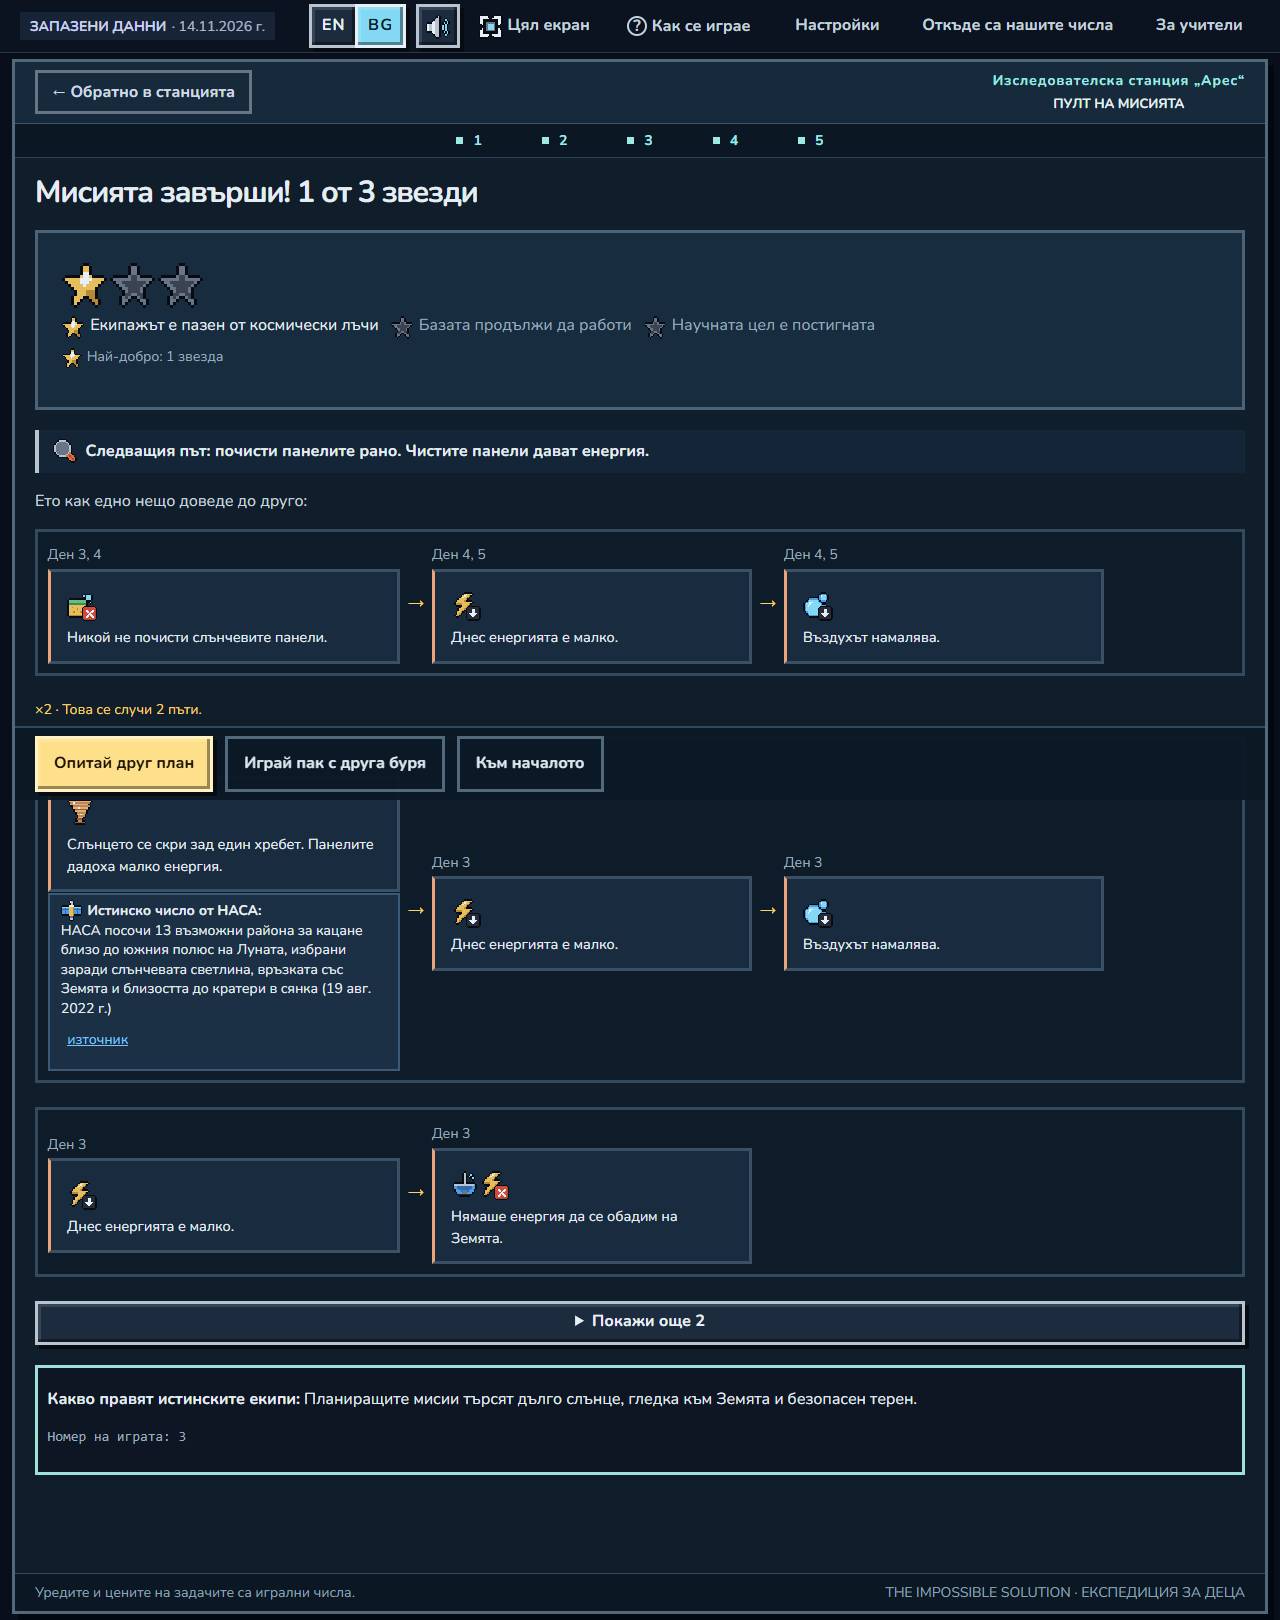 ЗАПАЗЕНИ ДАННИ · 14.11.2026 г.
EN
BG
Цял екран
? Как се играе
Настройки
Откъде са нашите числа
За учители
← Обратно в станцията
Изследователска станция „Арес“
ПУЛТ НА МИСИЯТА
1
2
3
4
5
Мисията завърши! 1 от 3 звезди
Екипажът е пазен от космически лъчи
Базата продължи да работи
Научната цел е постигната
Най-добро: 1 звезда
Следващия път: почисти панелите рано. Чистите панели дават енергия.
Ето как едно нещо доведе до друго:
Ден 3, 4
Никой не почисти слънчевите панели.
→
Ден 4, 5
Днес енергията е малко.
→
Ден 4, 5
Въздухът намалява.
×2 · Това се случи 2 пъти.
Опитай друг план
Играй пак с друга буря
Към началото
Слънцето се скри зад един хребет. Панелите
дадоха малко енергия.
Истинско число от НАСА:
НАСА посочи 13 възможни района за кацане
близо до южния полюс на Луната, избрани
заради слънчевата светлина, връзката със
Земята и близостта до кратери в сянка (19 авг.
2022 г.)
източник
→
Ден 3
Днес енергията е малко.
→
Ден 3
Въздухът намалява.
Ден 3
Днес енергията е малко.
→
Ден 3
Нямаше енергия да се обадим на
Земята.
▶ Покажи още 2
Какво правят истинските екипи: Планиращите мисии търсят дълго слънце, гледка към Земята и безопасен терен.
Номер на играта: 3
Уредите и цените на задачите са игрални числа.
THE IMPOSSIBLE SOLUTION · ЕКСПЕДИЦИЯ ЗА ДЕЦА